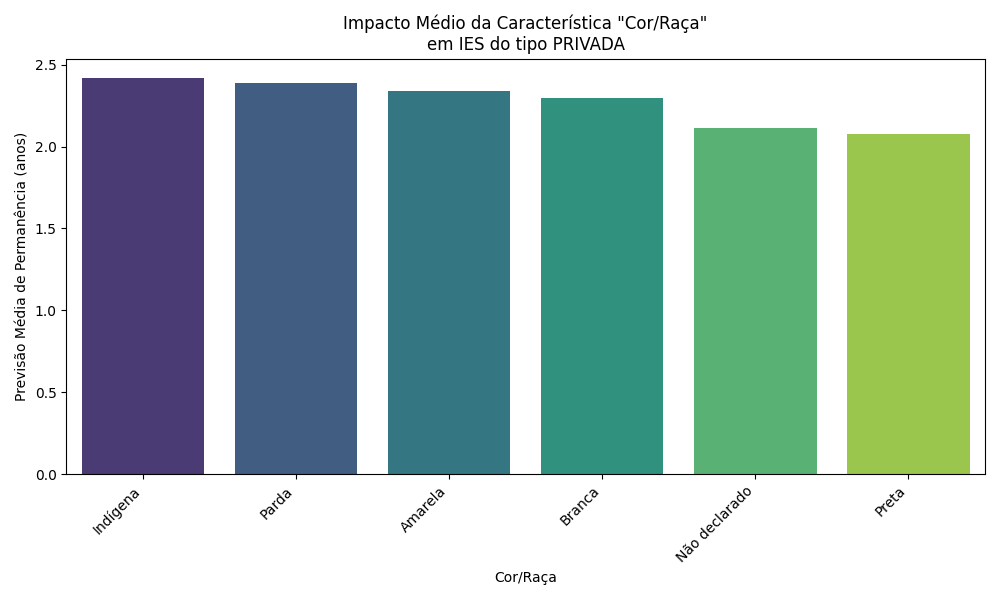 Impacto Médio da Característica "Cor/Raça"
em IES do tipo PRIVADA
Previsão Média de Permanência (anos)
2.5
2.0
1.5
1.0
0.5
0.0
Indígena
Parda
Amarela
Branca
Não declarado
Preta
Cor/Raça